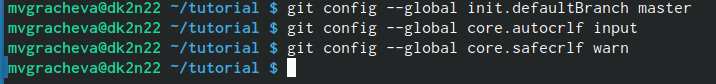 mvgracheva@dk2n22 ~/tutorial $ git config --global init.defaultBranch master
mvgracheva@dk2n22 ~/tutorial $ git config --global core.autocrlf input
mvgracheva@dk2n22 ~/tutorial $ git config --global core.safecrlf warn
mvgracheva@dk2n22 ~/tutorial $